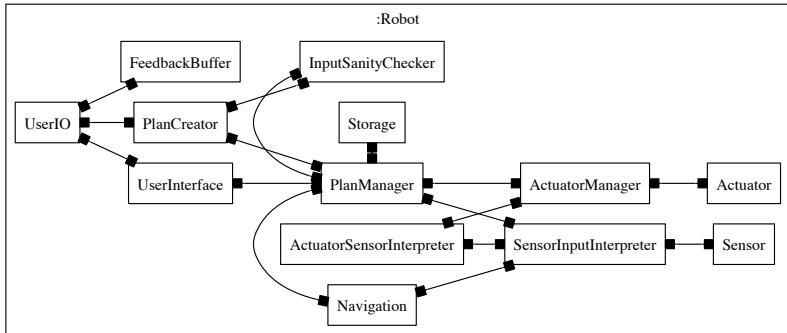 :Robot
FeedbackBuffer
InputSanityChecker
UserIO
PlanCreator
Storage
UserInterface
PlanManager
ActuatorManager
Actuator
ActuatorSensorInterpreter
SensorInputInterpreter
Sensor
Navigation